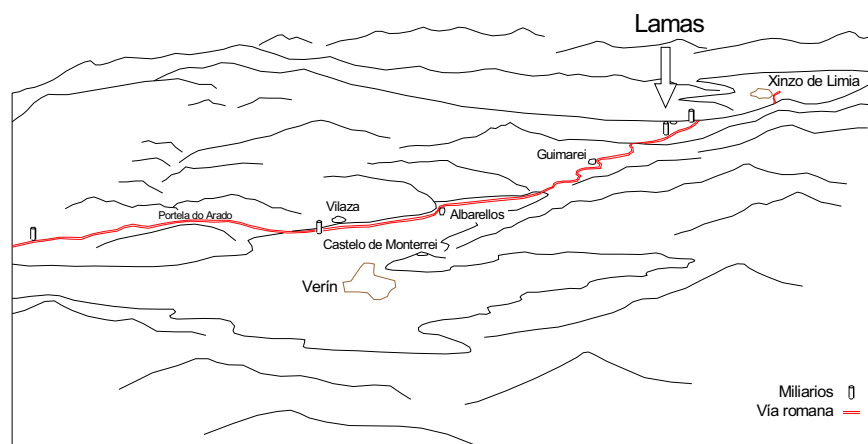 Lamas
Xinzo de Limia
Guimarei
Portela do Arado
Vilaza
Albarellos
Castelo de Monterrei
Verín
Miliarios
Vía romana